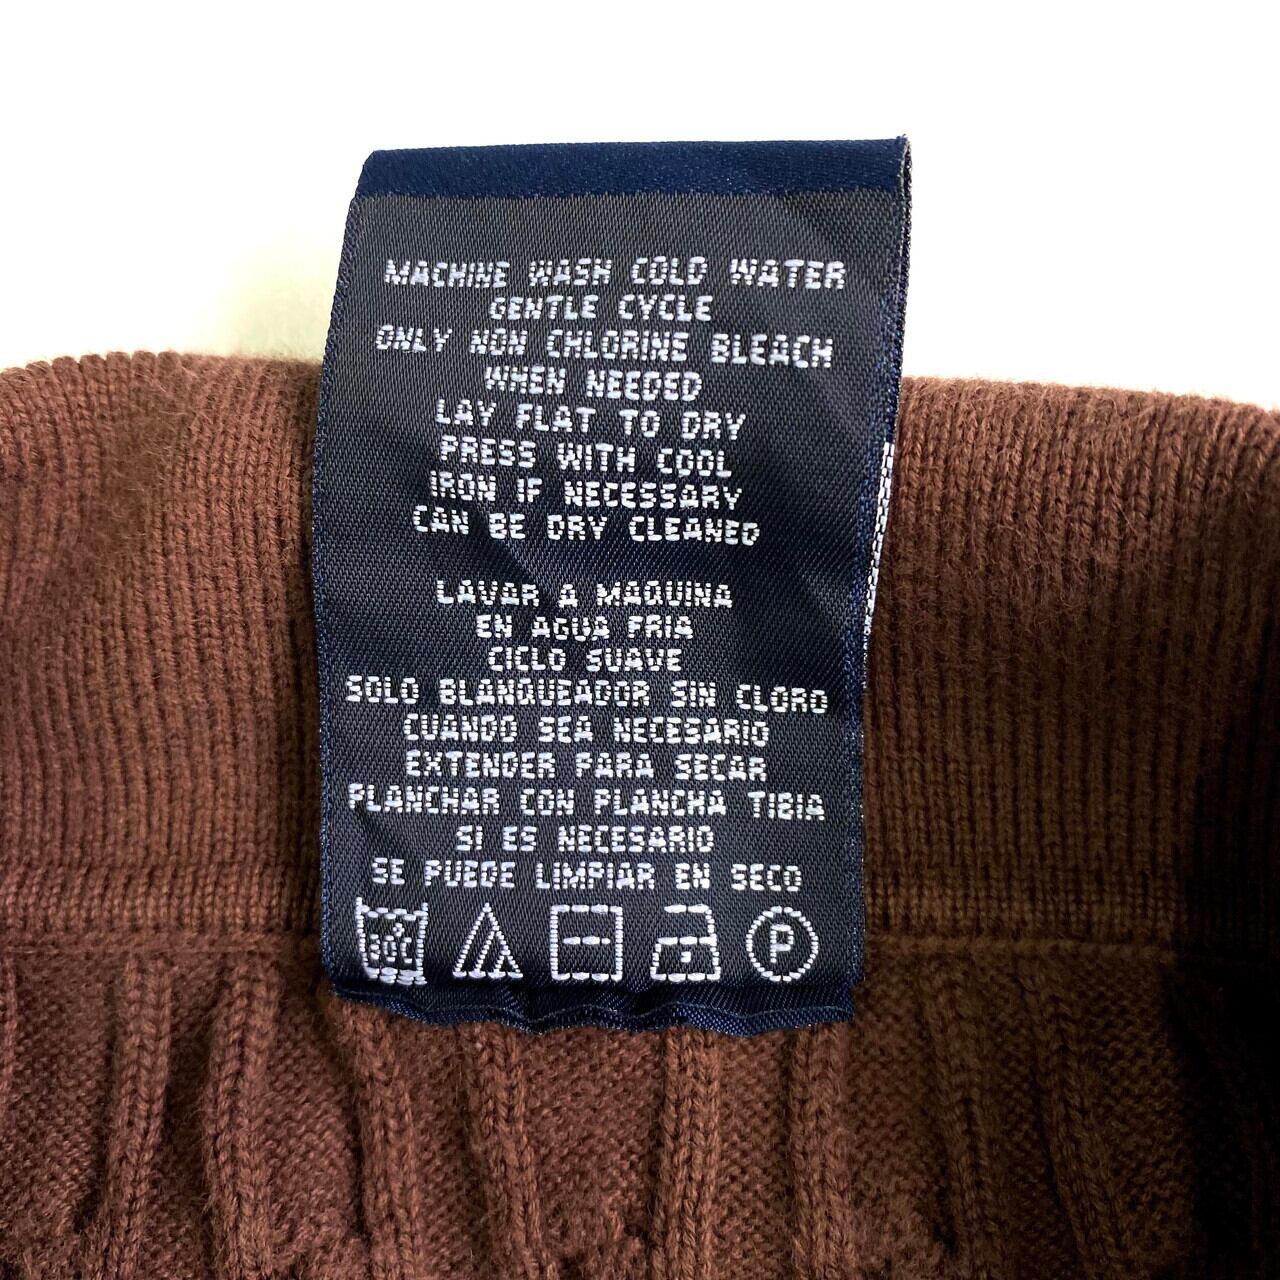 MACHINE WASH COLD WATER
GENTLE CYCLE
ONLY NON CHLORINE BLEACH
WHEN NEEDED
LAY FLAT TO DRY
PRESS WITH COOL
IRON IF NECESSARY
CAN BE DRY CLEANED
LAVAR A MAQUINA
EN AGUA FRIA
CICLO SUAVE
SOLO BLANQUEADOR SIN CLORO
CUANDO SEA NECESARIO
EXTENDER PARA SECAR
PLANCHAR CON PLANCHA TIBIA
SI ES NECESARIO
SE PUEDE LIMPIAR EN SECO
30°C P